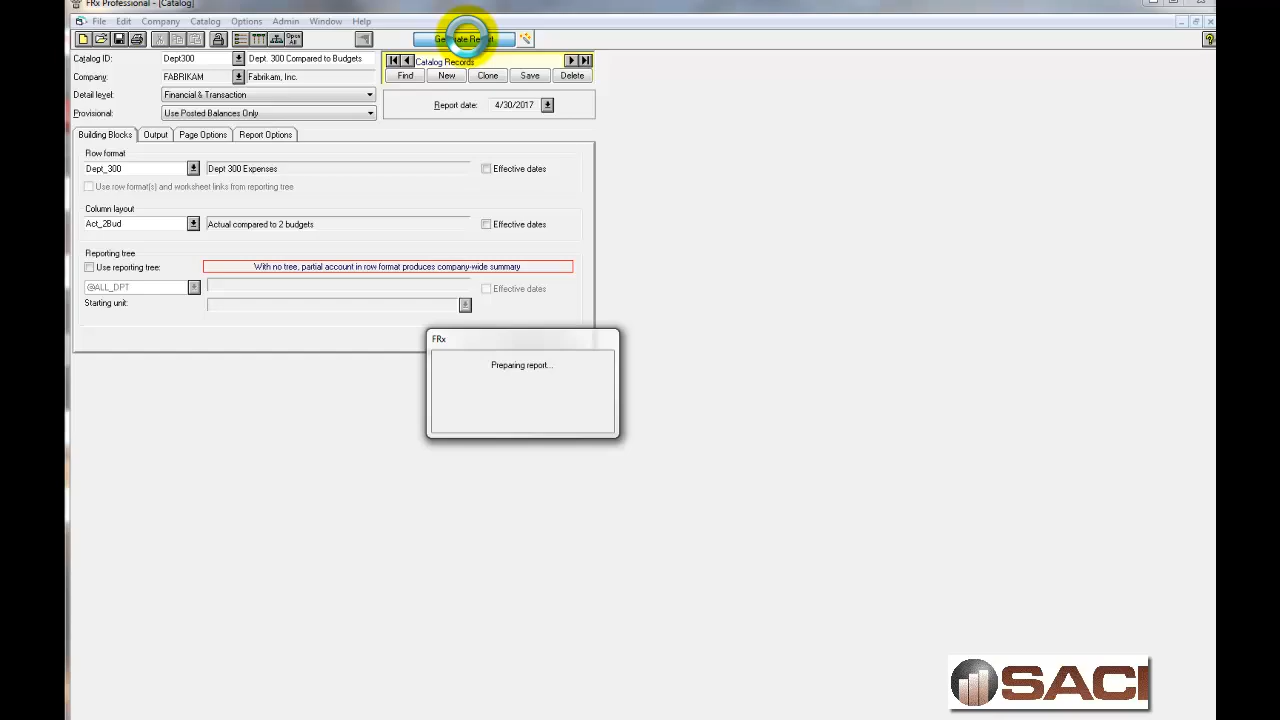 FRx Professional - [Catalog]
File Edit Company Catalog Options Admin Window Help
Generate Report
Catalog ID: Dept300 Dept. 300 Compared to Budgets
Catalog Records
Company: FABRIKAM Fabrikam, Inc.
Find New Clone Save Delete
Detail level: Financial & Transaction
Report date: 4/30/2017
Provisional: Use Posted Balances Only
Building Blocks Output Page Options Report Options
Row format
Dept_300 Dept 300 Expenses Effective dates
Use row format(s) and worksheet links from reporting tree
Column layout
Act_2Bud Actual compared to 2 budgets Effective dates
Reporting tree
Use reporting tree: With no tree, partial account in row format produces company-wide summary
@ALL_DPT Effective dates
Starting unit:
FRx
Preparing report...
SACI